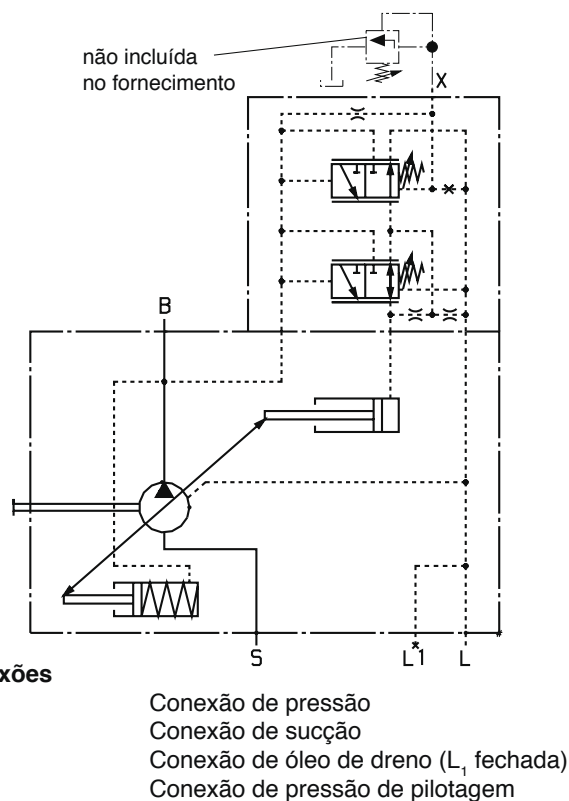 não incluída
no fornecimento
X
B
S
L1
L
xões
Conexão de pressão
Conexão de sucção
Conexão de óleo de dreno (L₁ fechada)
Conexão de pressão de pilotagem